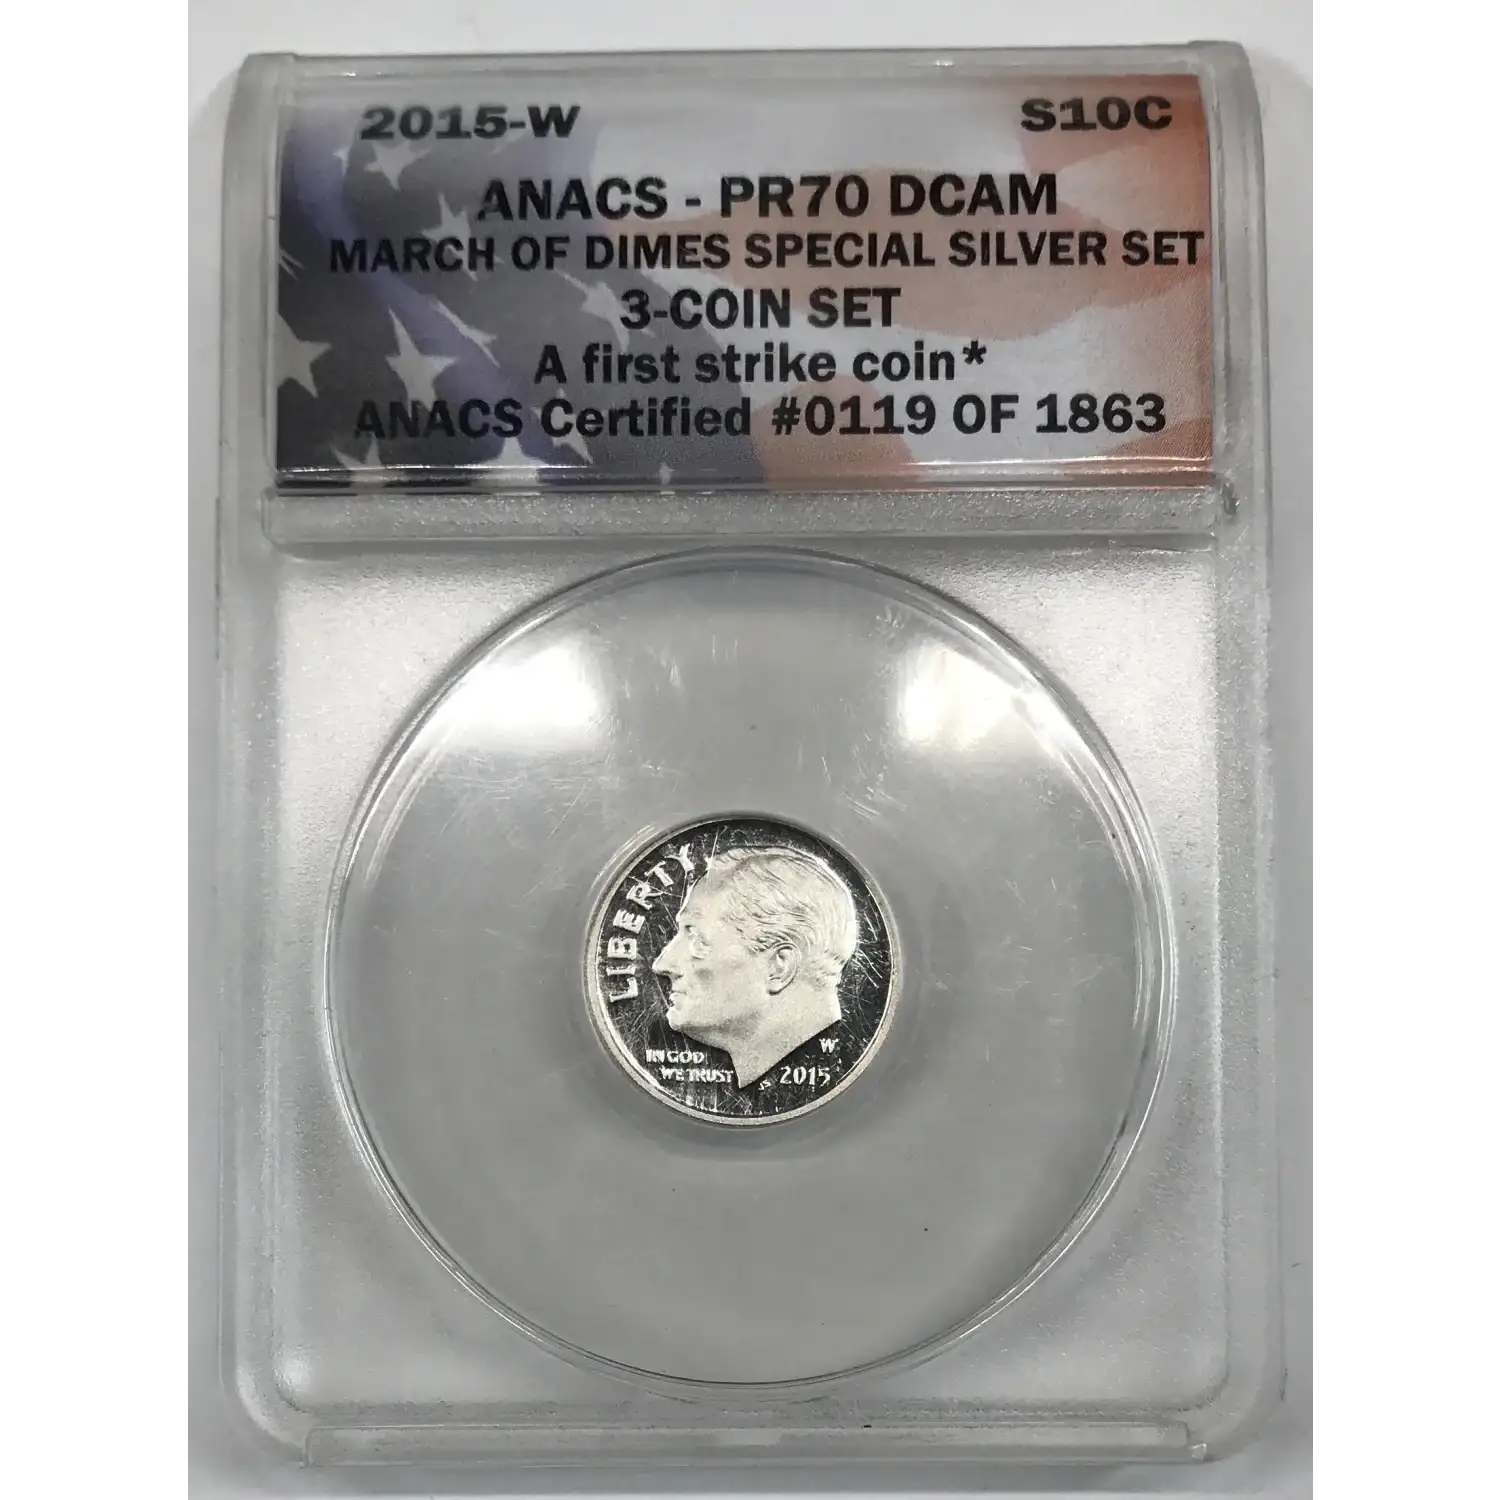 2015-W S10C
ANACS - PR70 DCAM
MARCH OF DIMES SPECIAL SILVER SET
3-COIN SET
A first strike coin*
ANACS Certified #0119 OF 1863
LIBERTY
IN GOD
WE TRUST
JS
W
2015